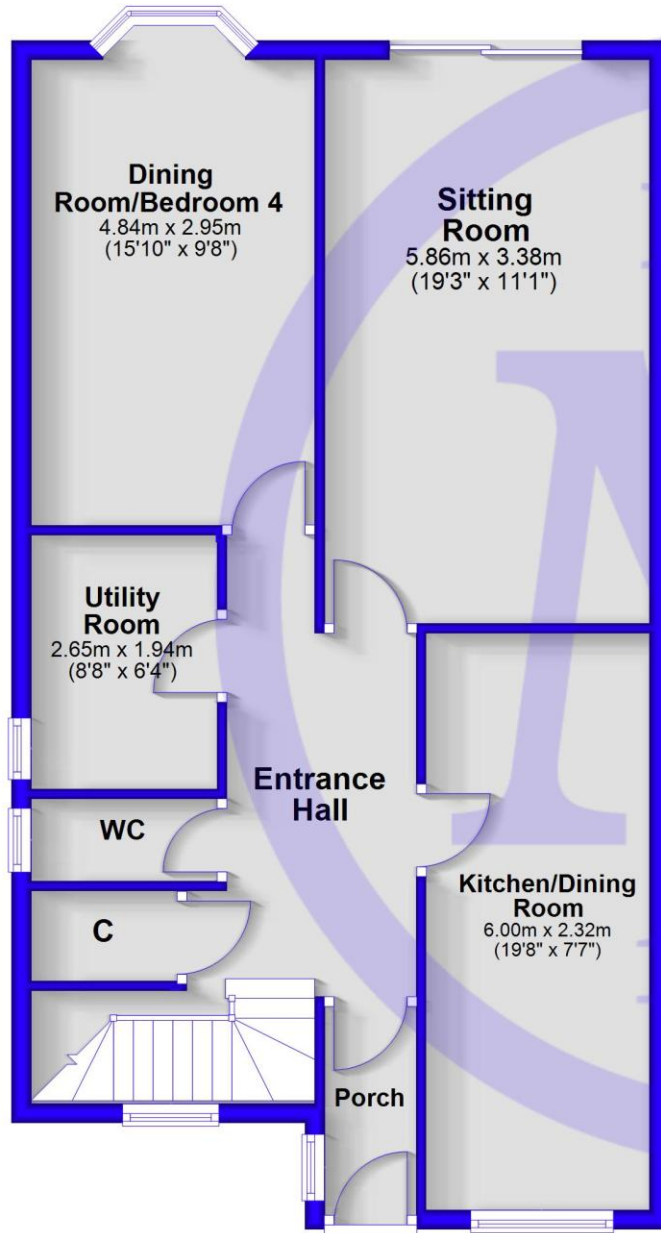 Dining
Room/Bedroom 4
4.84m x 2.95m
(15'10" x 9'8")
Sitting
Room
5.86m x 3.38m
(19'3" x 11'1")
Utility
Room
2.65m x 1.94m
(8'8" x 6'4")
Entrance
Hall
WC
Kitchen/Dining
Room
6.00m x 2.32m
(19'8" x 7'7")
C
Porch